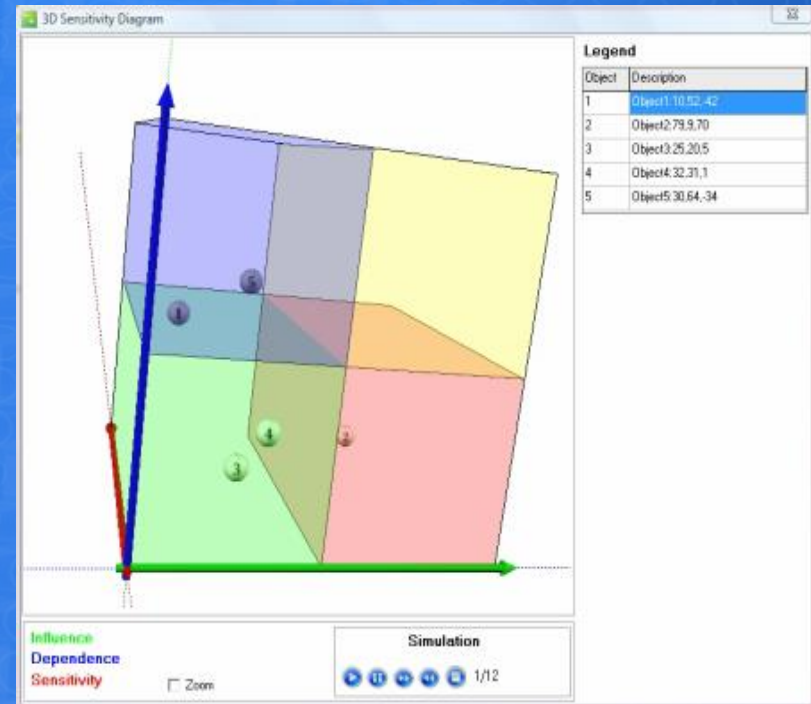 3D Sensitivity Diagram
Legend
Object Description
1 Object1:10,52,-42
2 Object2:79,9,70
3 Object3:25,20,5
4 Object4:32,31,1
5 Object5:30,64,-34
5
1
4
2
3
Influence
Dependence
Sensitivity
Zoom
Simulation
1/12